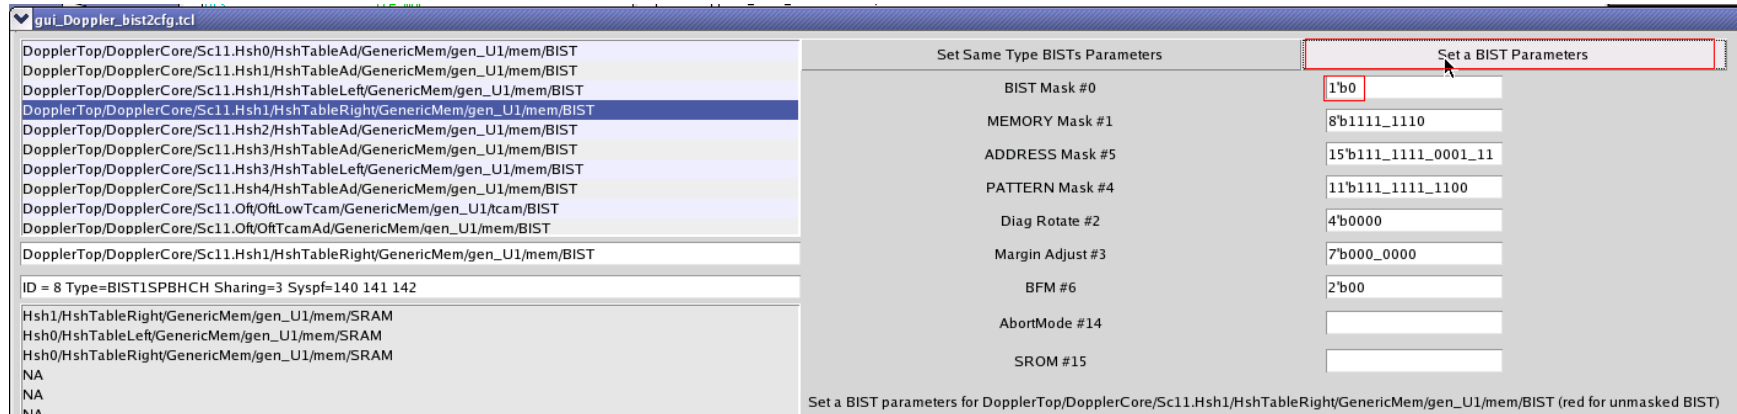 gui_Doppler_bist2cfg.tcl
DopplerTop/DopplerCore/Sc11.Hsh0/HshTableAd/GenericMem/gen_U1/mem/BIST
DopplerTop/DopplerCore/Sc11.Hsh1/HshTableAd/GenericMem/gen_U1/mem/BIST
DopplerTop/DopplerCore/Sc11.Hsh1/HshTableLeft/GenericMem/gen_U1/mem/BIST
DopplerTop/DopplerCore/Sc11.Hsh1/HshTableRight/GenericMem/gen_U1/mem/BIST
DopplerTop/DopplerCore/Sc11.Hsh2/HshTableAd/GenericMem/gen_U1/mem/BIST
DopplerTop/DopplerCore/Sc11.Hsh3/HshTableAd/GenericMem/gen_U1/mem/BIST
DopplerTop/DopplerCore/Sc11.Hsh3/HshTableLeft/GenericMem/gen_U1/mem/BIST
DopplerTop/DopplerCore/Sc11.Hsh4/HshTableAd/GenericMem/gen_U1/mem/BIST
DopplerTop/DopplerCore/Sc11.Oft/OftLowTcam/GenericMem/gen_U1/tcam/BIST
DopplerTop/DopplerCore/Sc11.Oft/OftTcamAd/GenericMem/gen_U1/mem/BIST
DopplerTop/DopplerCore/Sc11.Hsh1/HshTableRight/GenericMem/gen_U1/mem/BIST
ID = 8 Type=BIST1SPBHCH Sharing=3 Syspf=140 141 142
Hsh1/HshTableRight/GenericMem/gen_U1/mem/SRAM
Hsh0/HshTableLeft/GenericMem/gen_U1/mem/SRAM
Hsh0/HshTableRight/GenericMem/gen_U1/mem/SRAM
NA
NA
NA
Set Same Type BISTs Parameters
Set a BIST Parameters
BIST Mask #0 1'b0
MEMORY Mask #1 8'b1111_1110
ADDRESS Mask #5 15'b111_1111_0001_11
PATTERN Mask #4 11'b111_1111_1100
Diag Rotate #2 4'b0000
Margin Adjust #3 7'b000_0000
BFM #6 2'b00
AbortMode #14
SROM #15
Set a BIST parameters for DopplerTop/DopplerCore/Sc11.Hsh1/HshTableRight/GenericMem/gen_U1/mem/BIST (red for unmasked BIST)